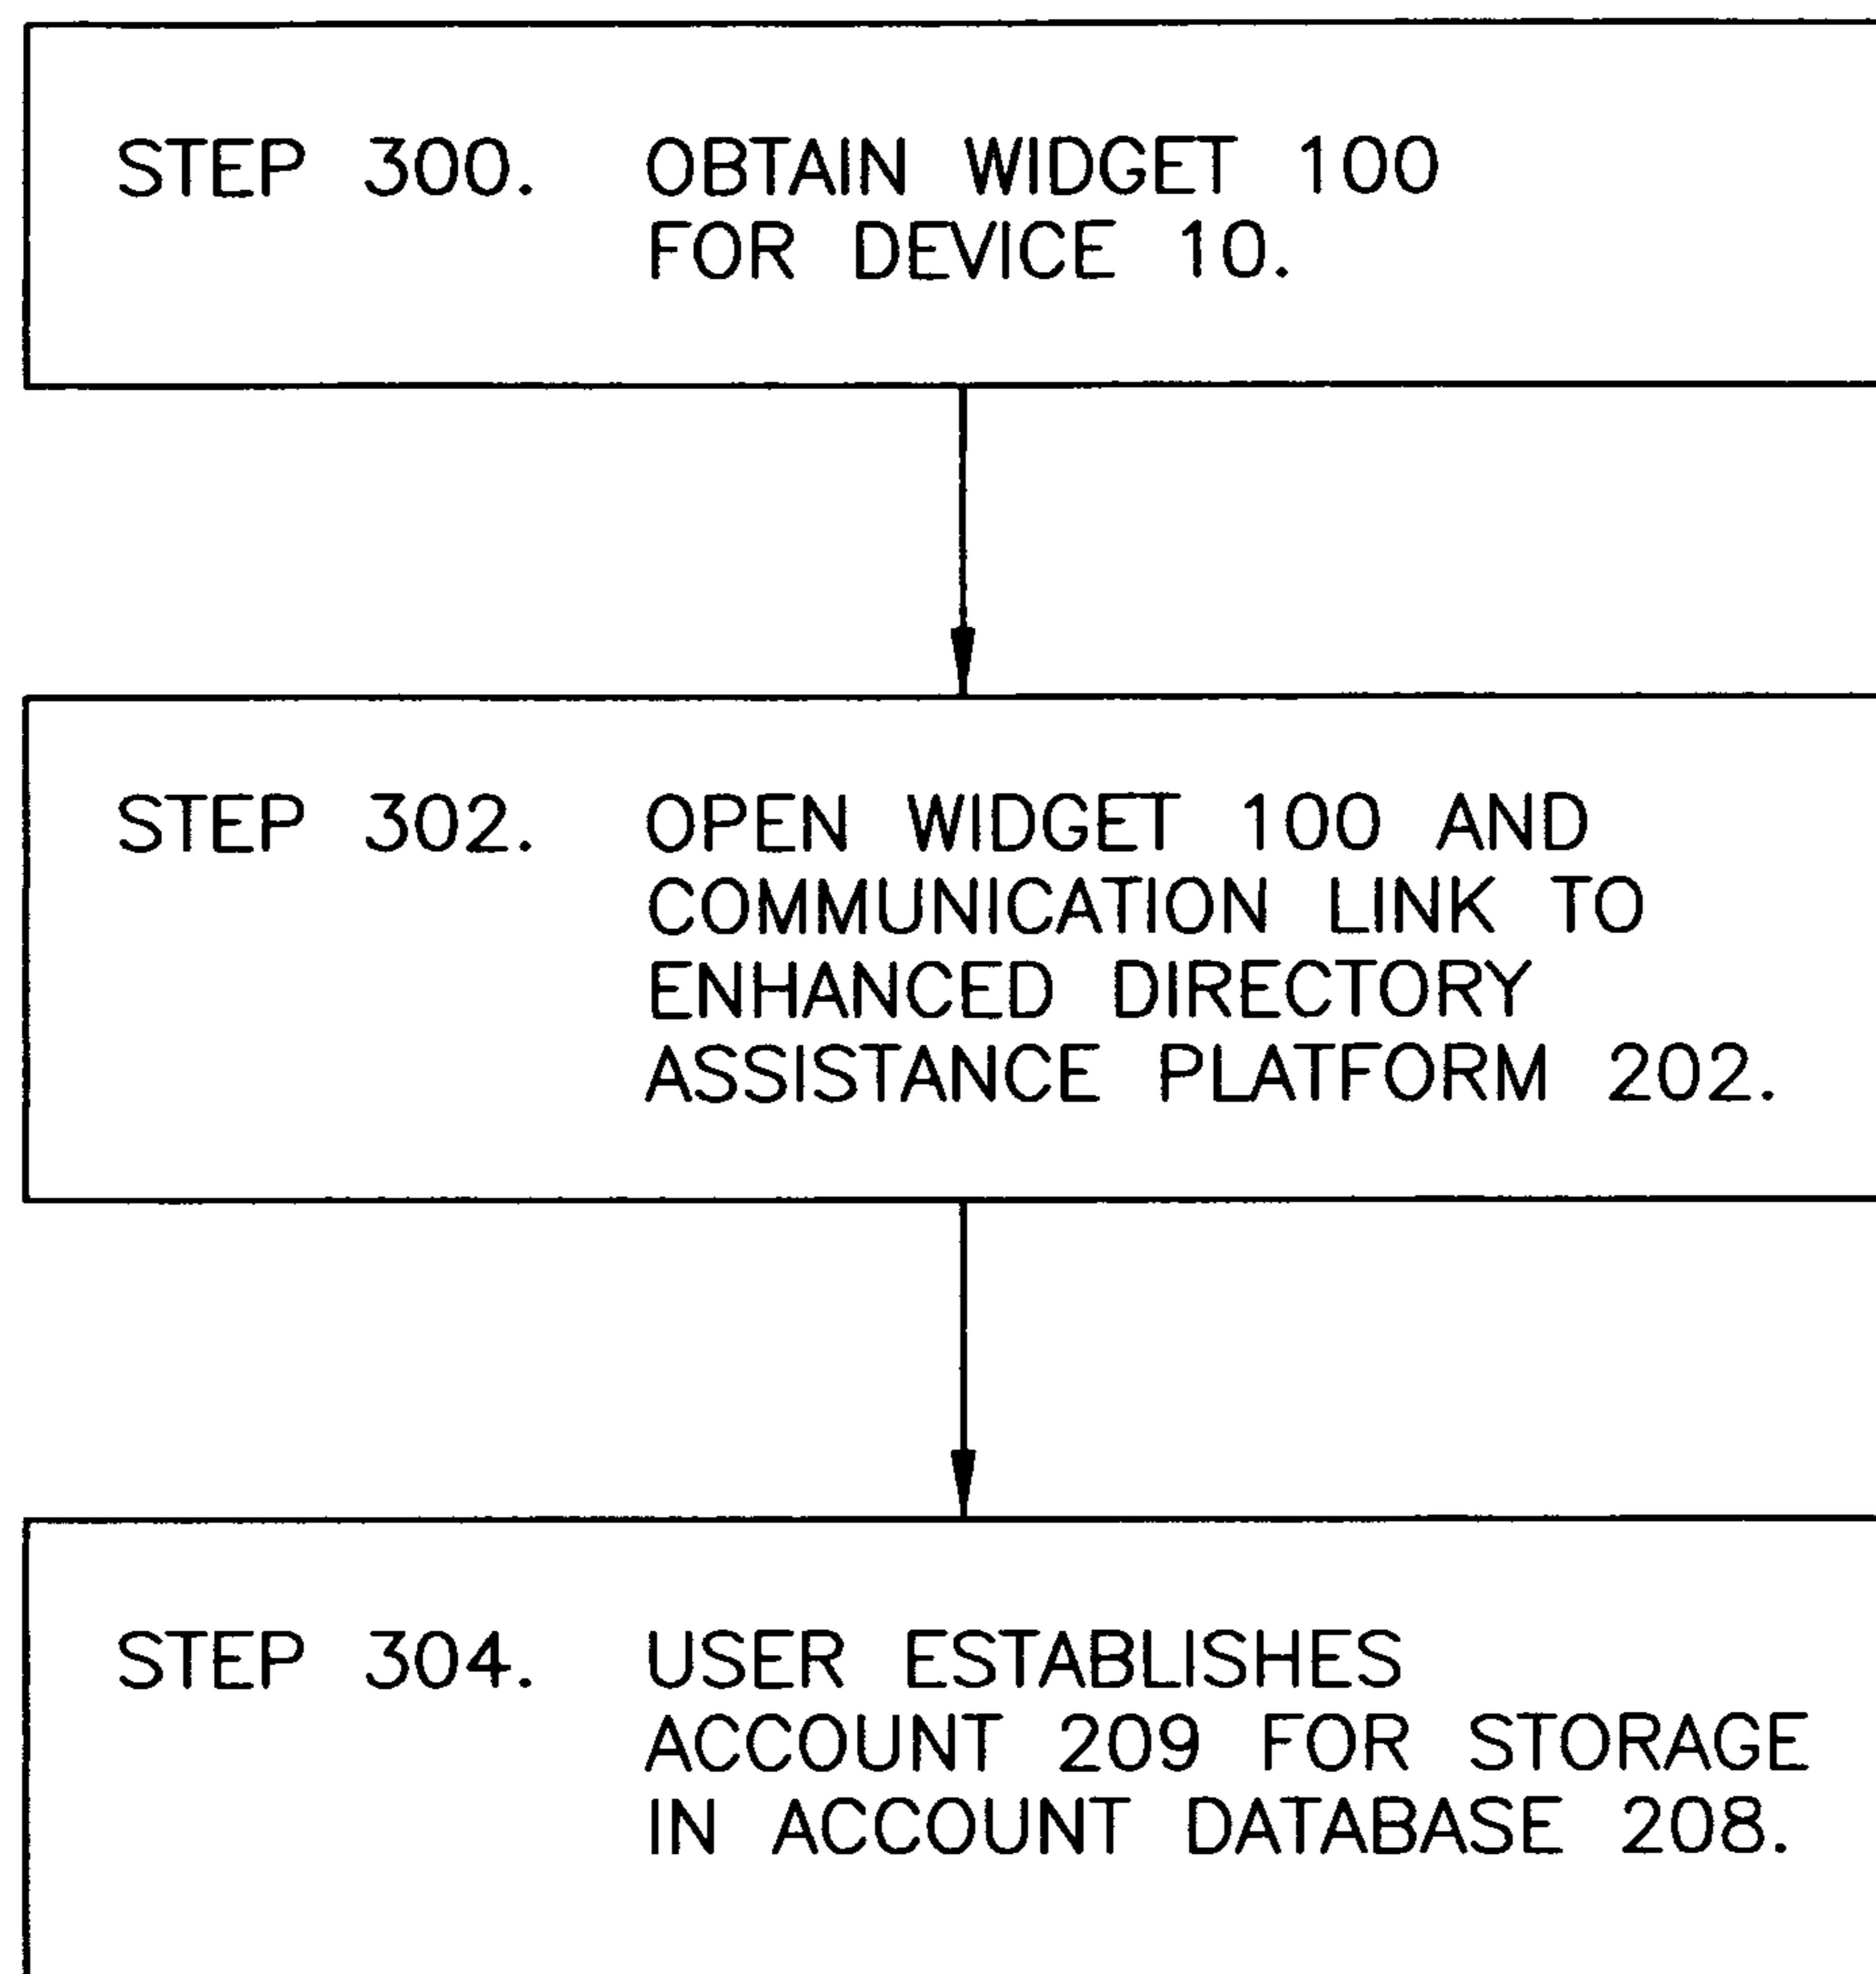 STEP 300. OBTAIN WIDGET 100
FOR DEVICE 10.
STEP 302. OPEN WIDGET 100 AND
COMMUNICATION LINK TO
ENHANCED DIRECTORY
ASSISTANCE PLATFORM 202.
STEP 304. USER ESTABLISHES
ACCOUNT 209 FOR STORAGE
IN ACCOUNT DATABASE 208.